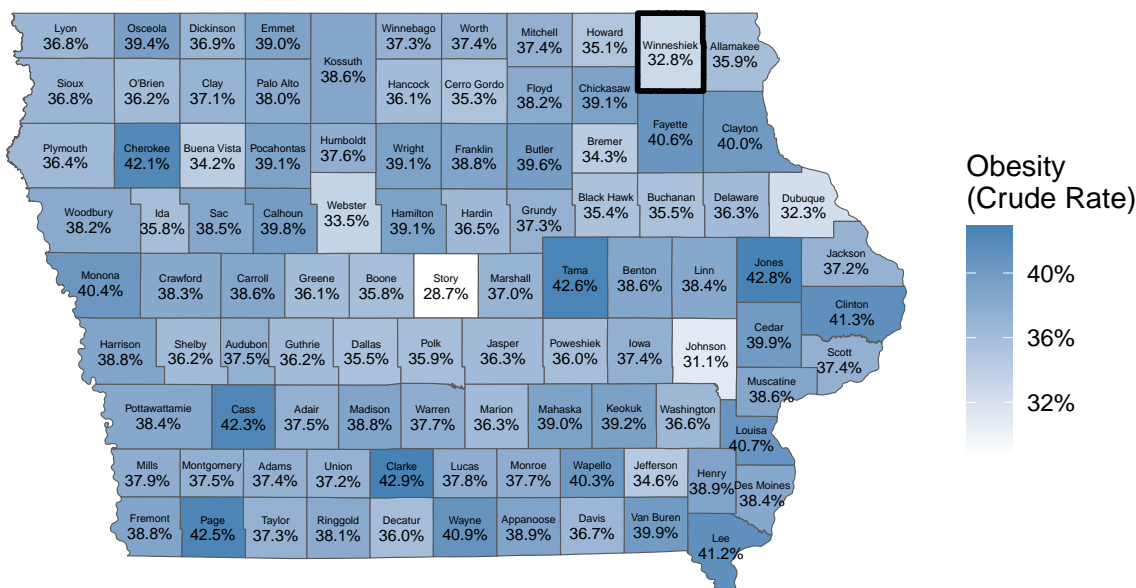 Lyon
36.8%
Osceola
39.4%
Dickinson
36.9%
Emmet
39.0%
Kossuth
38.6%
Winnebago
37.3%
Worth
37.4%
Mitchell
37.4%
Howard
35.1%
Winneshiek
32.8%
Allamakee
35.9%
Sioux
36.8%
O'Brien
36.2%
Clay
37.1%
Palo Alto
38.0%
Hancock
36.1%
Cerro Gordo
35.3%
Floyd
38.2%
Chickasaw
39.1%
Fayette
40.6%
Clayton
40.0%
Plymouth
36.4%
Cherokee
42.1%
Buena Vista
34.2%
Pocahontas
39.1%
Humboldt
37.6%
Wright
39.1%
Franklin
38.8%
Butler
39.6%
Bremer
34.3%
Woodbury
38.2%
Ida
35.8%
Sac
38.5%
Calhoun
39.8%
Webster
33.5%
Hamilton
39.1%
Hardin
36.5%
Grundy
37.3%
Black Hawk
35.4%
Buchanan
35.5%
Delaware
36.3%
Dubuque
32.3%
Monona
40.4%
Crawford
38.3%
Carroll
38.6%
Greene
36.1%
Boone
35.8%
Story
28.7%
Marshall
37.0%
Tama
42.6%
Benton
38.6%
Linn
38.4%
Jones
42.8%
Jackson
37.2%
Clinton
41.3%
Harrison
38.8%
Shelby
36.2%
Audubon
37.5%
Guthrie
36.2%
Dallas
35.5%
Polk
35.9%
Jasper
36.3%
Poweshiek
36.0%
Iowa
37.4%
Johnson
31.1%
Cedar
39.9%
Scott
37.4%
Muscatine
38.6%
Pottawattamie
38.4%
Cass
42.3%
Adair
37.5%
Madison
38.8%
Warren
37.7%
Marion
36.3%
Mahaska
39.0%
Keokuk
39.2%
Washington
36.6%
Louisa
40.7%
Mills
37.9%
Montgomery
37.5%
Adams
37.4%
Union
37.2%
Clarke
42.9%
Lucas
37.8%
Monroe
37.7%
Wapello
40.3%
Jefferson
34.6%
Henry
38.9%
Des Moines
38.4%
Fremont
38.8%
Page
42.5%
Taylor
37.3%
Ringgold
38.1%
Decatur
36.0%
Wayne
40.9%
Appanoose
38.9%
Davis
36.7%
Van Buren
39.9%
Lee
41.2%
Obesity
(Crude Rate)
40%
36%
32%